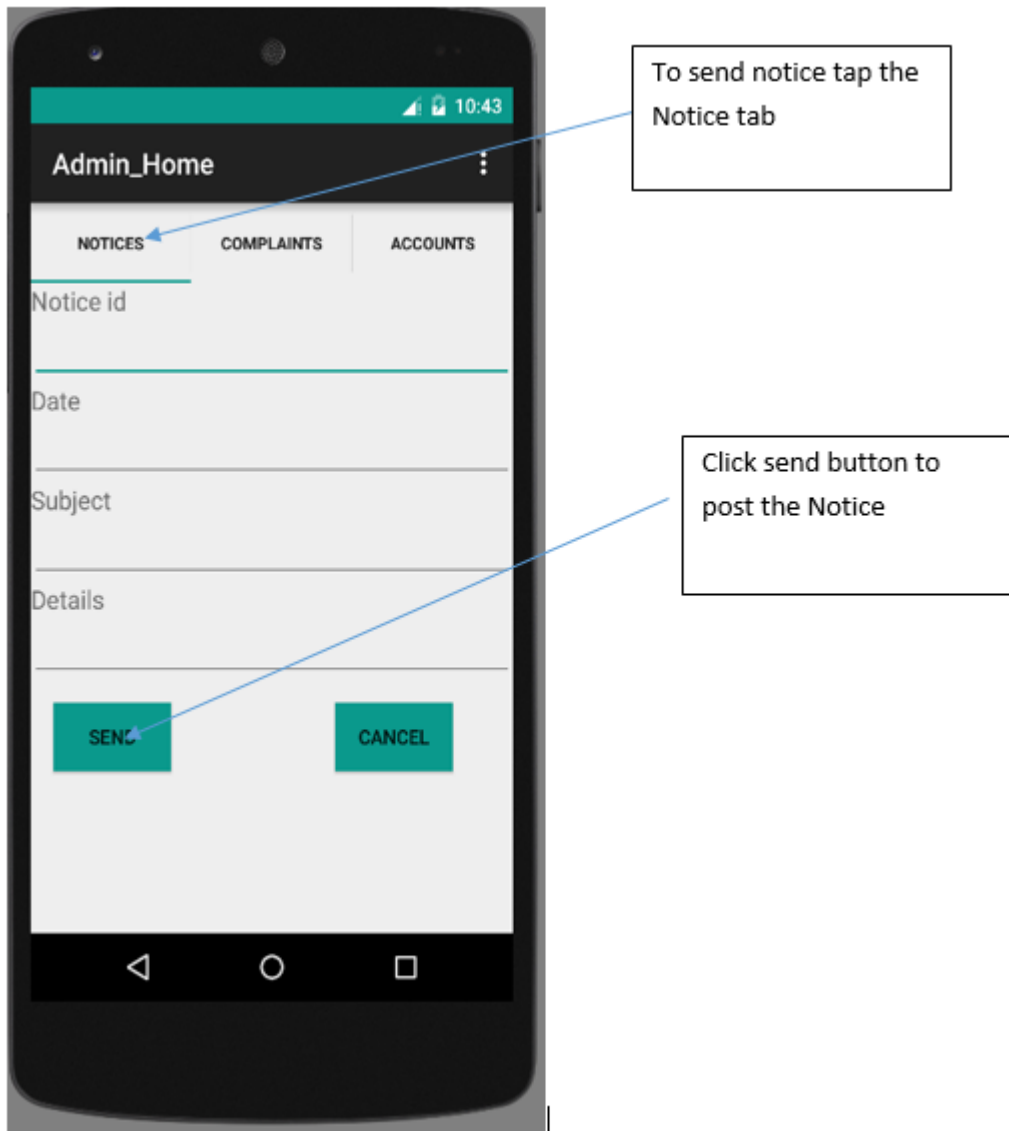 10:43
Admin_Home
NOTICES COMPLAINTS ACCOUNTS
Notice id
Date
Subject
Details
SEND CANCEL
To send notice tap the
Notice tab
Click send button to
post the Notice